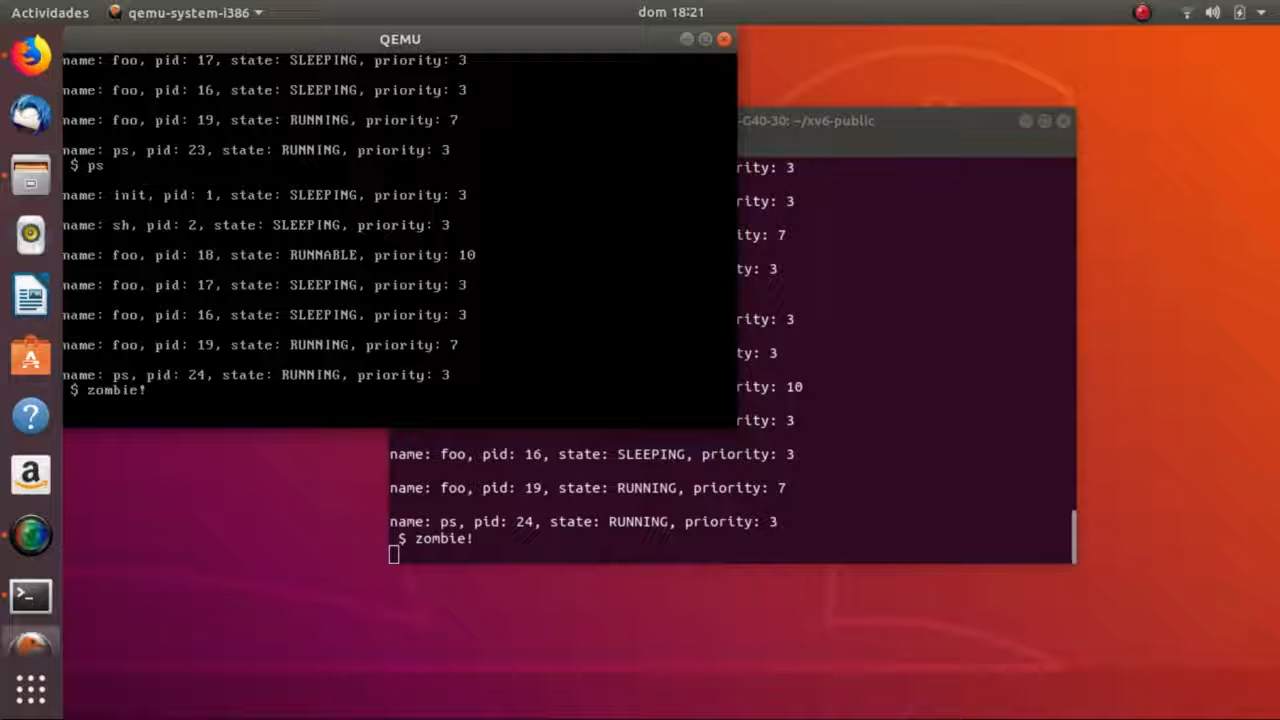 Actividades
qemu-system-i386
dom 18:21
QEMU
name: foo, pid: 17, state: SLEEPING, priority: 3
name: foo, pid: 16, state: SLEEPING, priority: 3
name: foo, pid: 19, state: RUNNING, priority: 7
name: ps, pid: 23, state: RUNNING, priority: 3
$ ps
name: init, pid: 1, state: SLEEPING, priority: 3
name: sh, pid: 2, state: SLEEPING, priority: 3
name: foo, pid: 18, state: RUNNABLE, priority: 10
name: foo, pid: 17, state: SLEEPING, priority: 3
name: foo, pid: 16, state: SLEEPING, priority: 3
name: foo, pid: 19, state: RUNNING, priority: 7
name: ps, pid: 24, state: RUNNING, priority: 3
$ zombie!
-G40-30: ~/xv6-public
rity: 3
rity: 3
ity: 7
ty: 3
rity: 3
ty: 3
rity: 10
rity: 3
name: foo, pid: 16, state: SLEEPING, priority: 3
name: foo, pid: 19, state: RUNNING, priority: 7
name: ps, pid: 24, state: RUNNING, priority: 3
$ zombie!